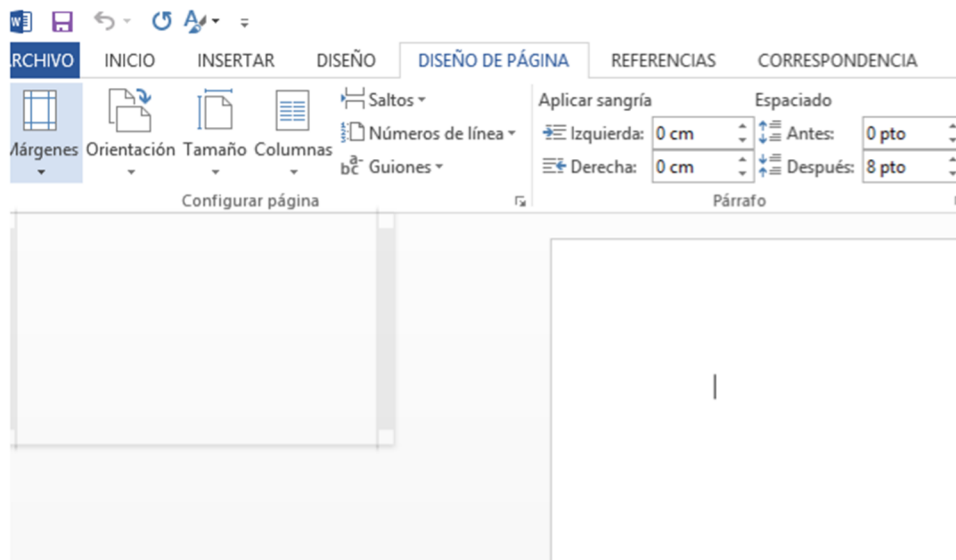 RCHIVO INICIO INSERTAR DISEÑO DISEÑO DE PÁGINA REFERENCIAS CORRESPONDENCIA
Márgenes Orientación Tamaño Columnas
Saltos
Números de línea
Guiones
Configurar página
Aplicar sangría Espaciado
Izquierda: 0 cm Antes: 0 pto
Derecha: 0 cm Después: 8 pto
Párrafo